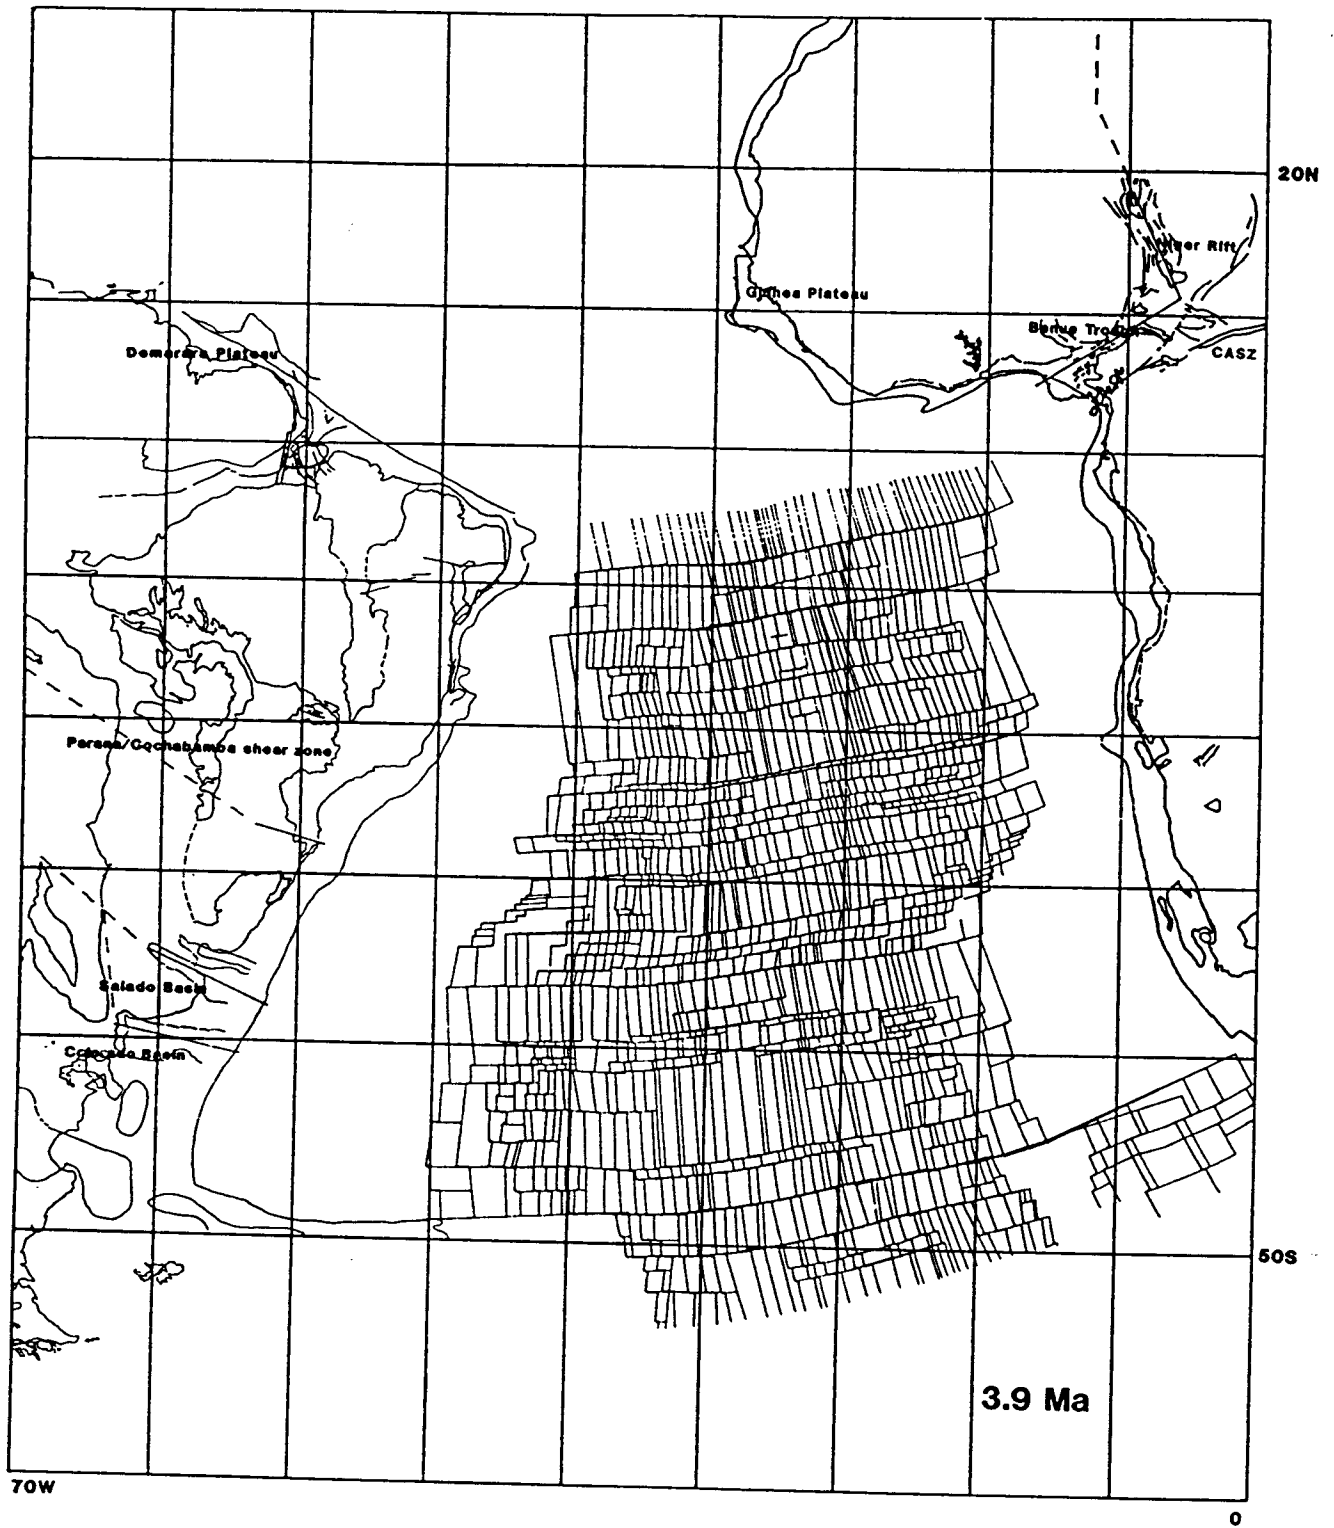 20N
Niger Rift
Guinea Plateau
Benue Trough
CASZ
Demerara Plateau
Parana/Cochabamba shear zone
Salado Basin
Colorado Basin
50S
3.9 Ma
70W
0